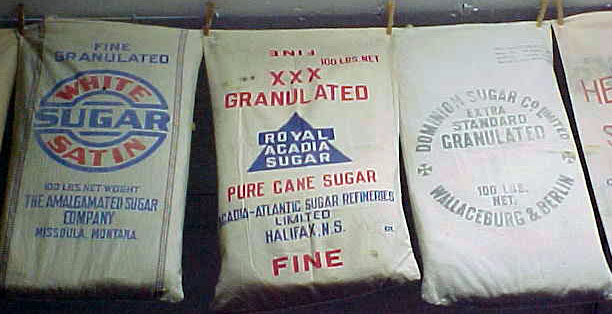 FINE
GRANULATED
WHITE
SUGAR
SATIN
100 LBS. NET WEIGHT
THE AMALGAMATED SUGAR
COMPANY
MISSOULA, MONTANA
FINE
100 LBS. NET
XXX
GRANULATED
ROYAL
ACADIA
SUGAR
PURE CANE SUGAR
ACADIA-ATLANTIC SUGAR REFINERIES
LIMITED
HALIFAX, N.S.
FINE
DOMINION SUGAR CO. LIMITED
EXTRA
STANDARD
GRANULATED
100 LBS.
NET.
WALLACEBURG & BERLIN
HE